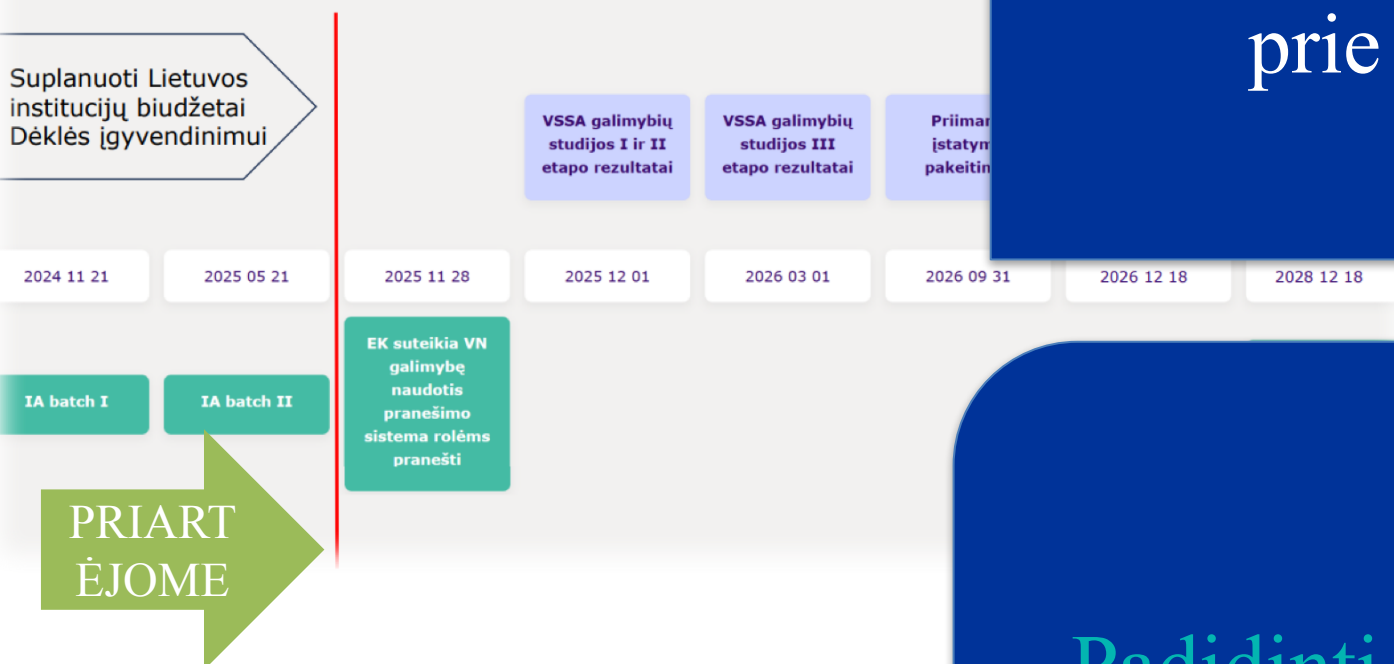 prie
Suplanuoti Lietuvos
institucijų biudžetai
Dėklės įgyvendinimui
VSSA galimybių
studijos I ir II
etapo rezultatai
VSSA galimybių
studijos III
etapo rezultatai
2024 11 21
2025 05 21
2025 11 28
2025 12 01
2026 03 01
2026 09 31
2026 12 18
2028 12 18
IA batch I
IA batch II
EK suteikia VN
galimybę
naudotis
pranešimo
sistema rolėms
pranešti
PRIART
ĖJOME
Padidinti